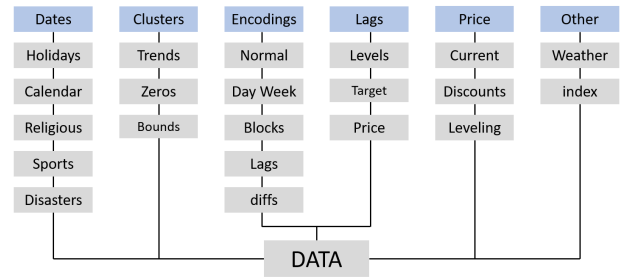 Dates
Clusters
Encodings
Lags
Price
Other
Holidays
Trends
Normal
Levels
Current
Weather
Calendar
Zeros
Day Week
Target
Discounts
index
Religious
Bounds
Blocks
Price
Leveling
Sports
Lags
Disasters
diffs
DATA